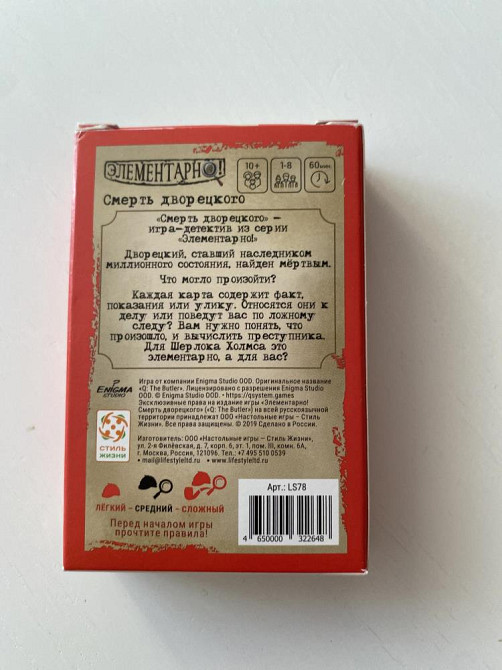 ЭЛЕМЕНТАРНО!
10+
1-8
60мин.
Смерть дворецкого
«Смерть дворецкого» —
игра-детектив из серии
«Элементарно!»
Дворецкий, ставший наследником
миллионного состояния, найден мёртвым.
Что могло произойти?
Каждая карта содержит факт,
показания или улику. Относятся они к
делу или поведут вас по ложному
следу? Вам нужно понять, что
произошло, и вычислить преступника.
Для Шерлока Холмса это
элементарно, а для вас?
ENIGMA
STUDIO
Игра от компании Enigma Studio OOD. Оригинальное название
«Q: The Butler». Лицензировано с разрешения Enigma Studio
OOD. © Enigma Studio OOD. • https://qsystem.games
Эксклюзивные права на издание игры «Элементарно!
Смерть дворецкого» («Q: The Butler») на всей русскоязычной
территории принадлежат ООО «Настольные игры — Стиль
Жизни». Все права защищены. © 2019 Сделано в России.
СТИЛЬ
ЖИЗНИ
Изготовитель: ООО «Настольные игры — Стиль Жизни»,
ул. 2-я Филёвская, д. 7, корп. 6, эт. 1, пом. III, комн. 6А,
г. Москва, Россия, 121096. Тел.: +7 495 510 0539
• mail@lifestyleltd.ru • www.lifestyleltd.ru
ЛЁГКИЙ – СРЕДНИЙ – СЛОЖНЫЙ
Перед началом игры
прочтите правила!
Арт.: LS78
4 650000 322648